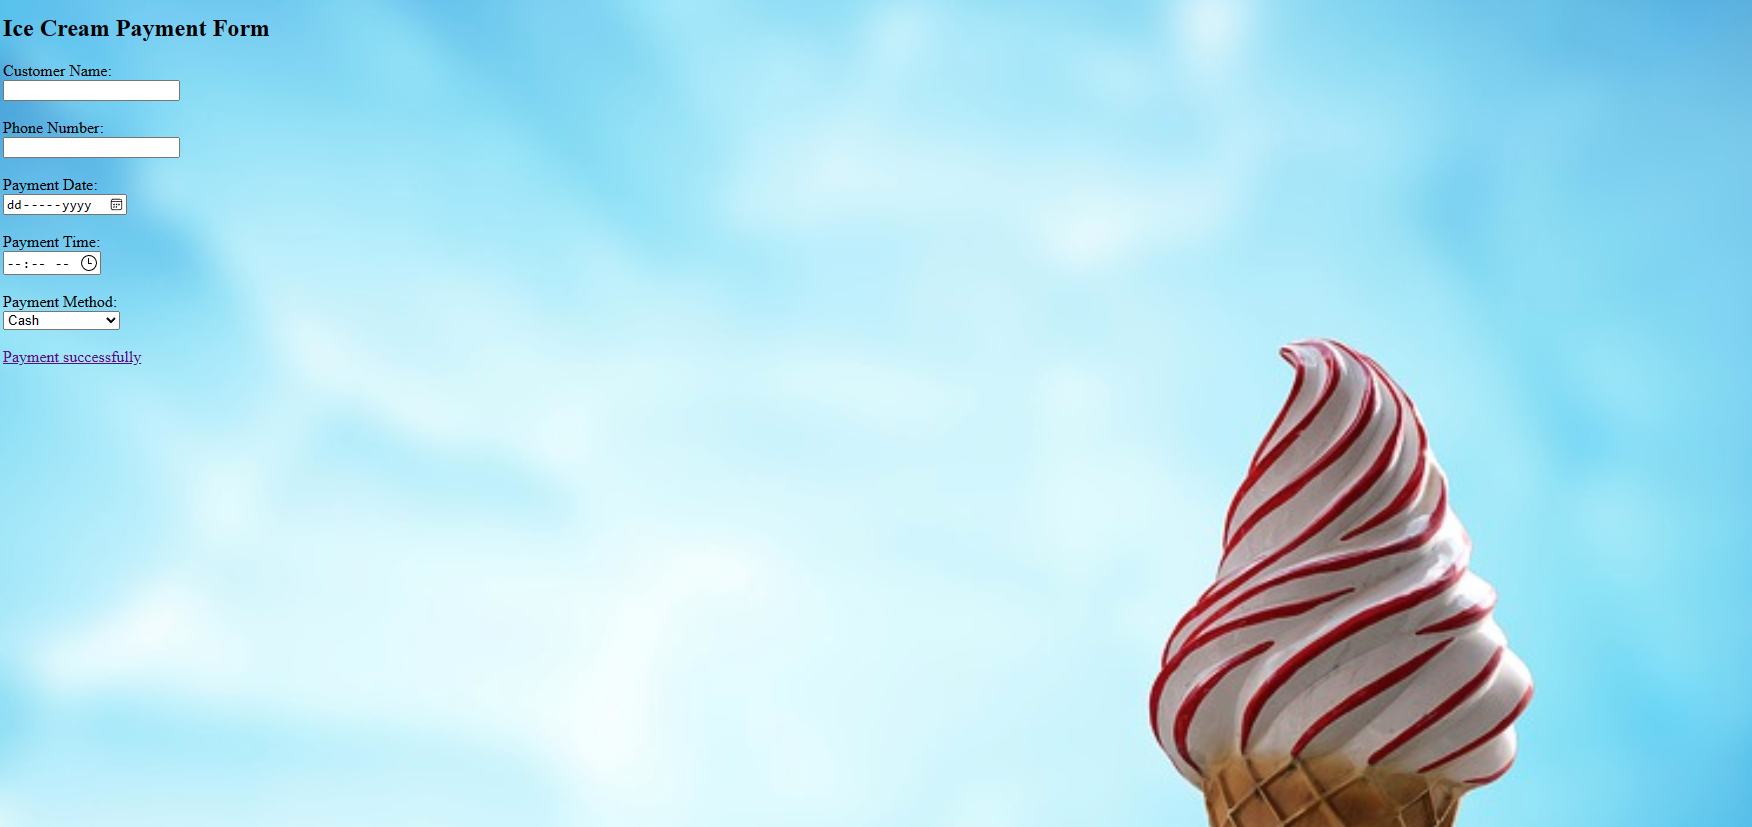 Ice Cream Payment Form
Customer Name:
Phone Number:
Payment Date:
dd-----yyyy
Payment Time:
--:-- --
Payment Method:
Cash
Payment successfully